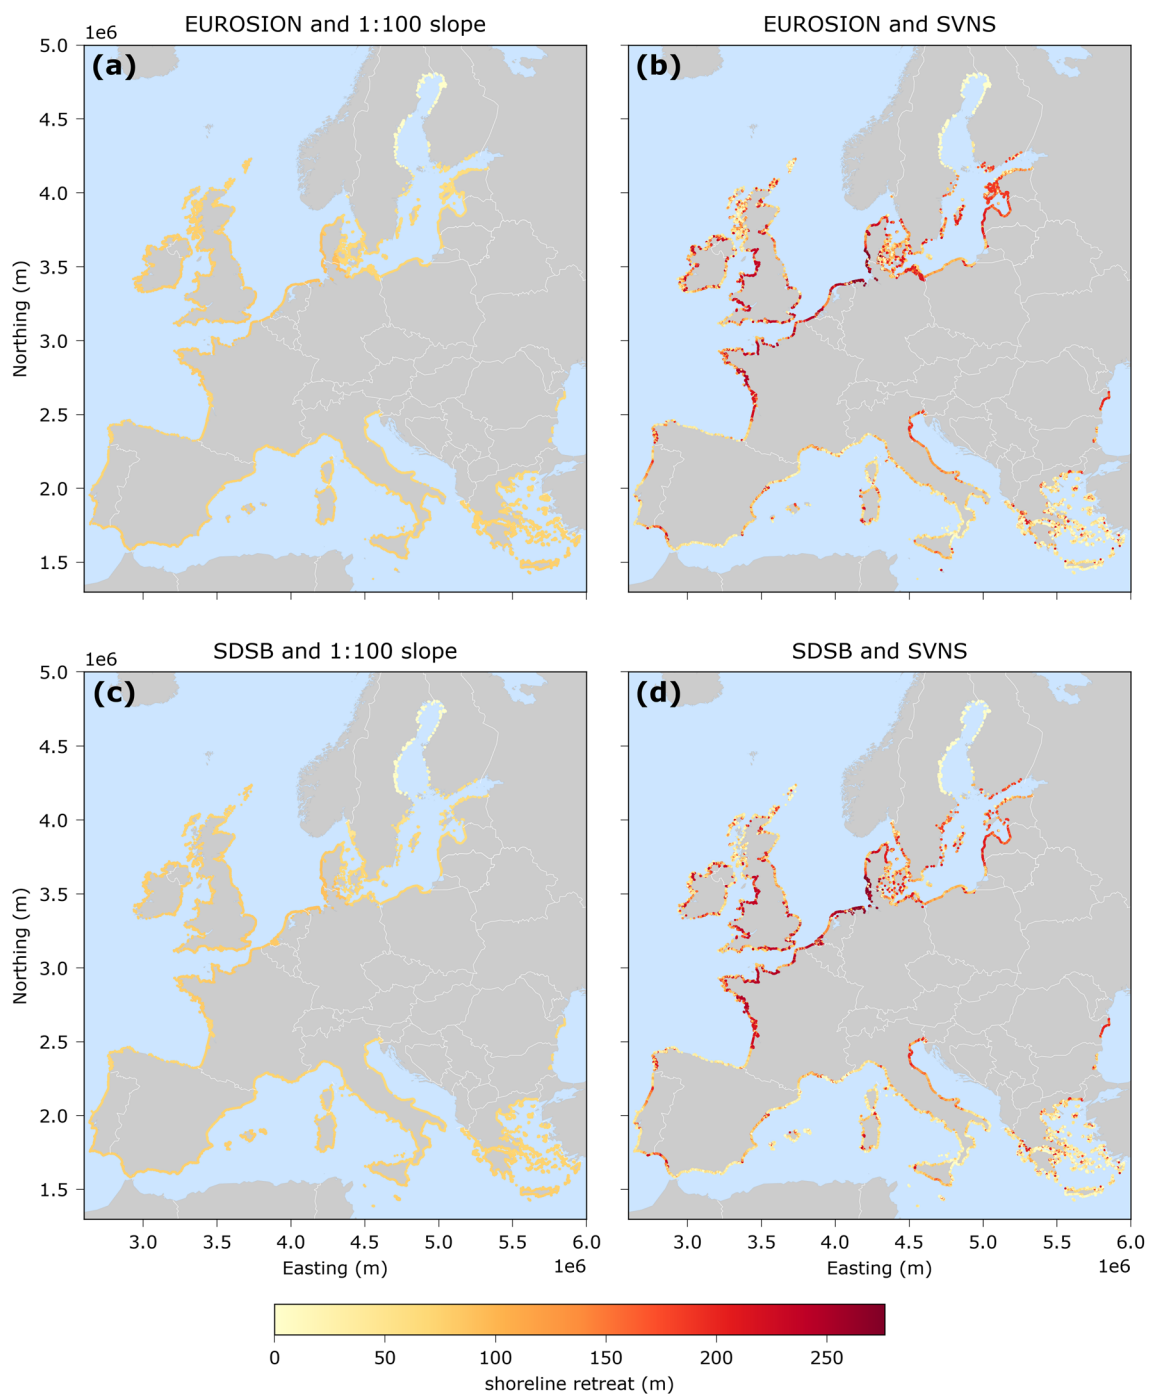 EUROSION and 1:100 slope
EUROSION and SVNS
1e6
(a)
(b)
5.0
4.5
4.0
3.5
3.0
2.5
2.0
1.5
Northing (m)
SDSB and 1:100 slope
SDSB and SVNS
1e6
(c)
(d)
5.0
4.5
4.0
3.5
3.0
2.5
2.0
1.5
Northing (m)
3.0 3.5 4.0 4.5 5.0 5.5 6.0
3.0 3.5 4.0 4.5 5.0 5.5 6.0
Easting (m)
1e6
Easting (m)
1e6
0 50 100 150 200 250
shoreline retreat (m)